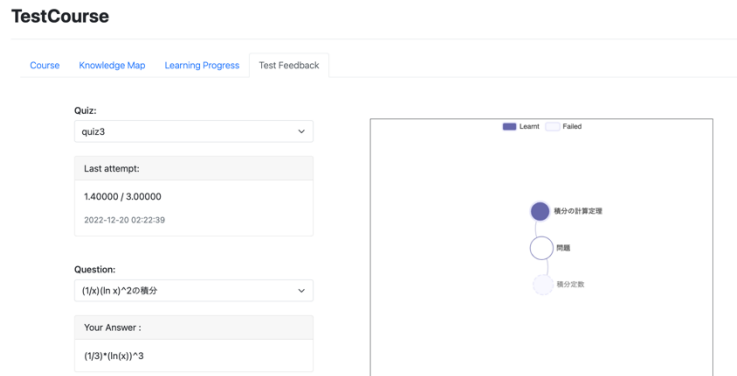 TestCourse
Course Knowledge Map Learning Progress Test Feedback
Quiz:
quiz3
Last attempt:
1.40000 / 3.00000
2022-12-20 02:22:39
Question:
(1/x)(ln x)^2の積分
Your Answer :
(1/3)*(ln(x))^3
Learnt Failed
積分の計算定理
問題
積分定数